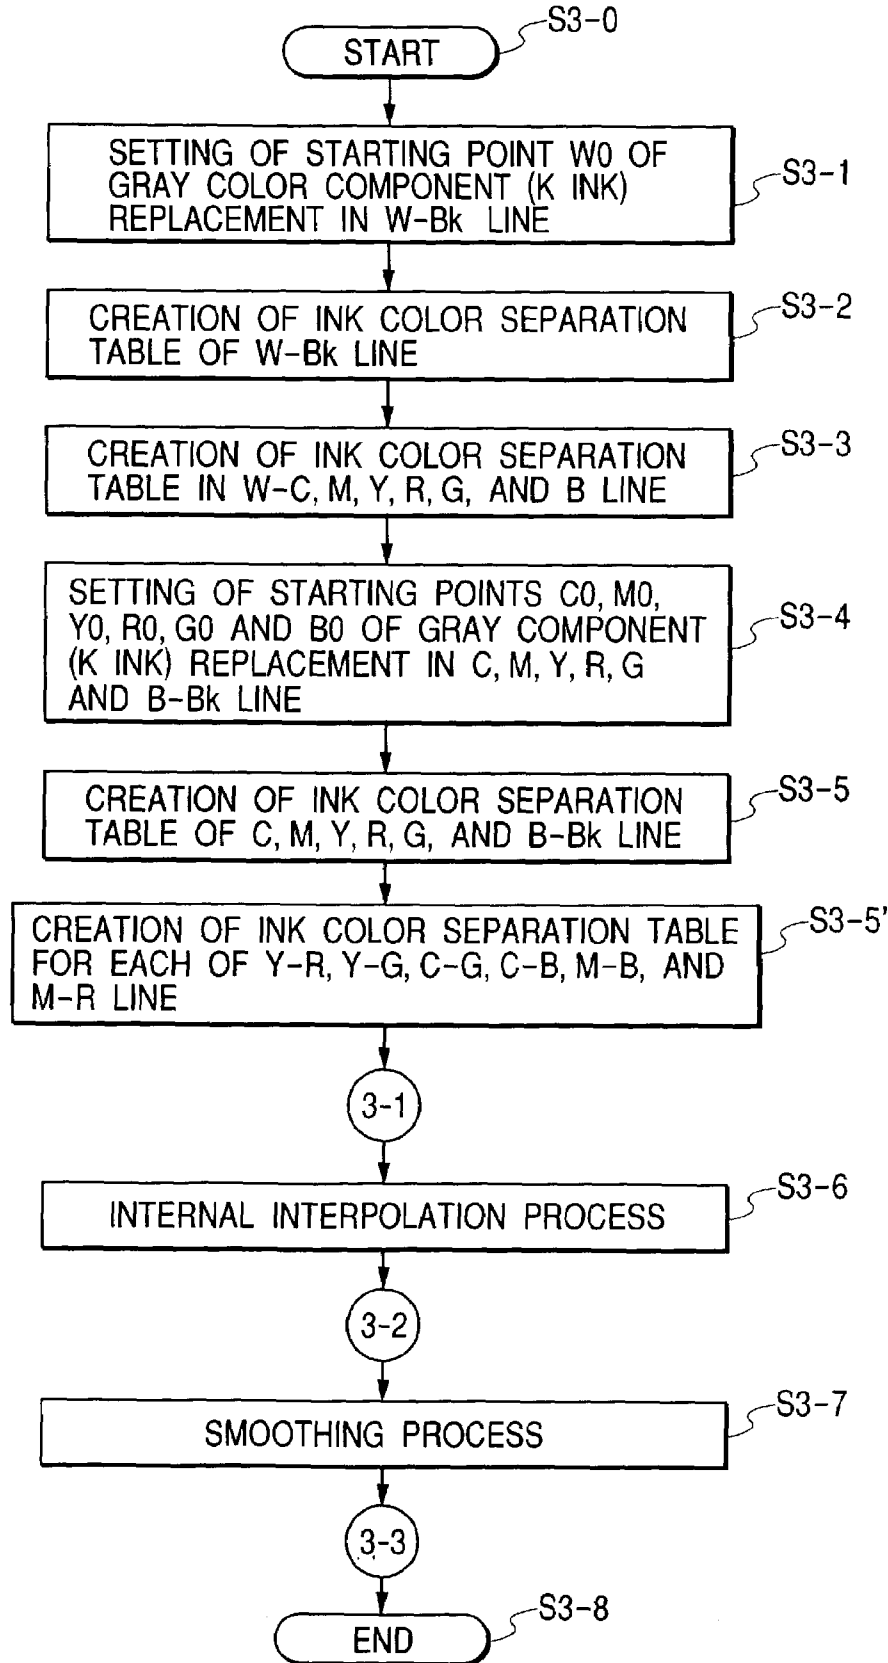 S3-0
START
SETTING OF STARTING POINT W0 OF
GRAY COLOR COMPONENT (K INK)
REPLACEMENT IN W-Bk LINE
S3-1
CREATION OF INK COLOR SEPARATION
TABLE OF W-Bk LINE
S3-2
CREATION OF INK COLOR SEPARATION
TABLE IN W-C, M, Y, R, G, AND B LINE
S3-3
SETTING OF STARTING POINTS C0, M0,
Y0, R0, G0 AND B0 OF GRAY COMPONENT
(K INK) REPLACEMENT IN C, M, Y, R, G
AND B-Bk LINE
S3-4
CREATION OF INK COLOR SEPARATION
TABLE OF C, M, Y, R, G, AND B-Bk LINE
S3-5
CREATION OF INK COLOR SEPARATION TABLE
FOR EACH OF Y-R, Y-G, C-G, C-B, M-B, AND
M-R LINE
S3-5'
3-1
INTERNAL INTERPOLATION PROCESS
S3-6
3-2
SMOOTHING PROCESS
S3-7
3-3
END
S3-8